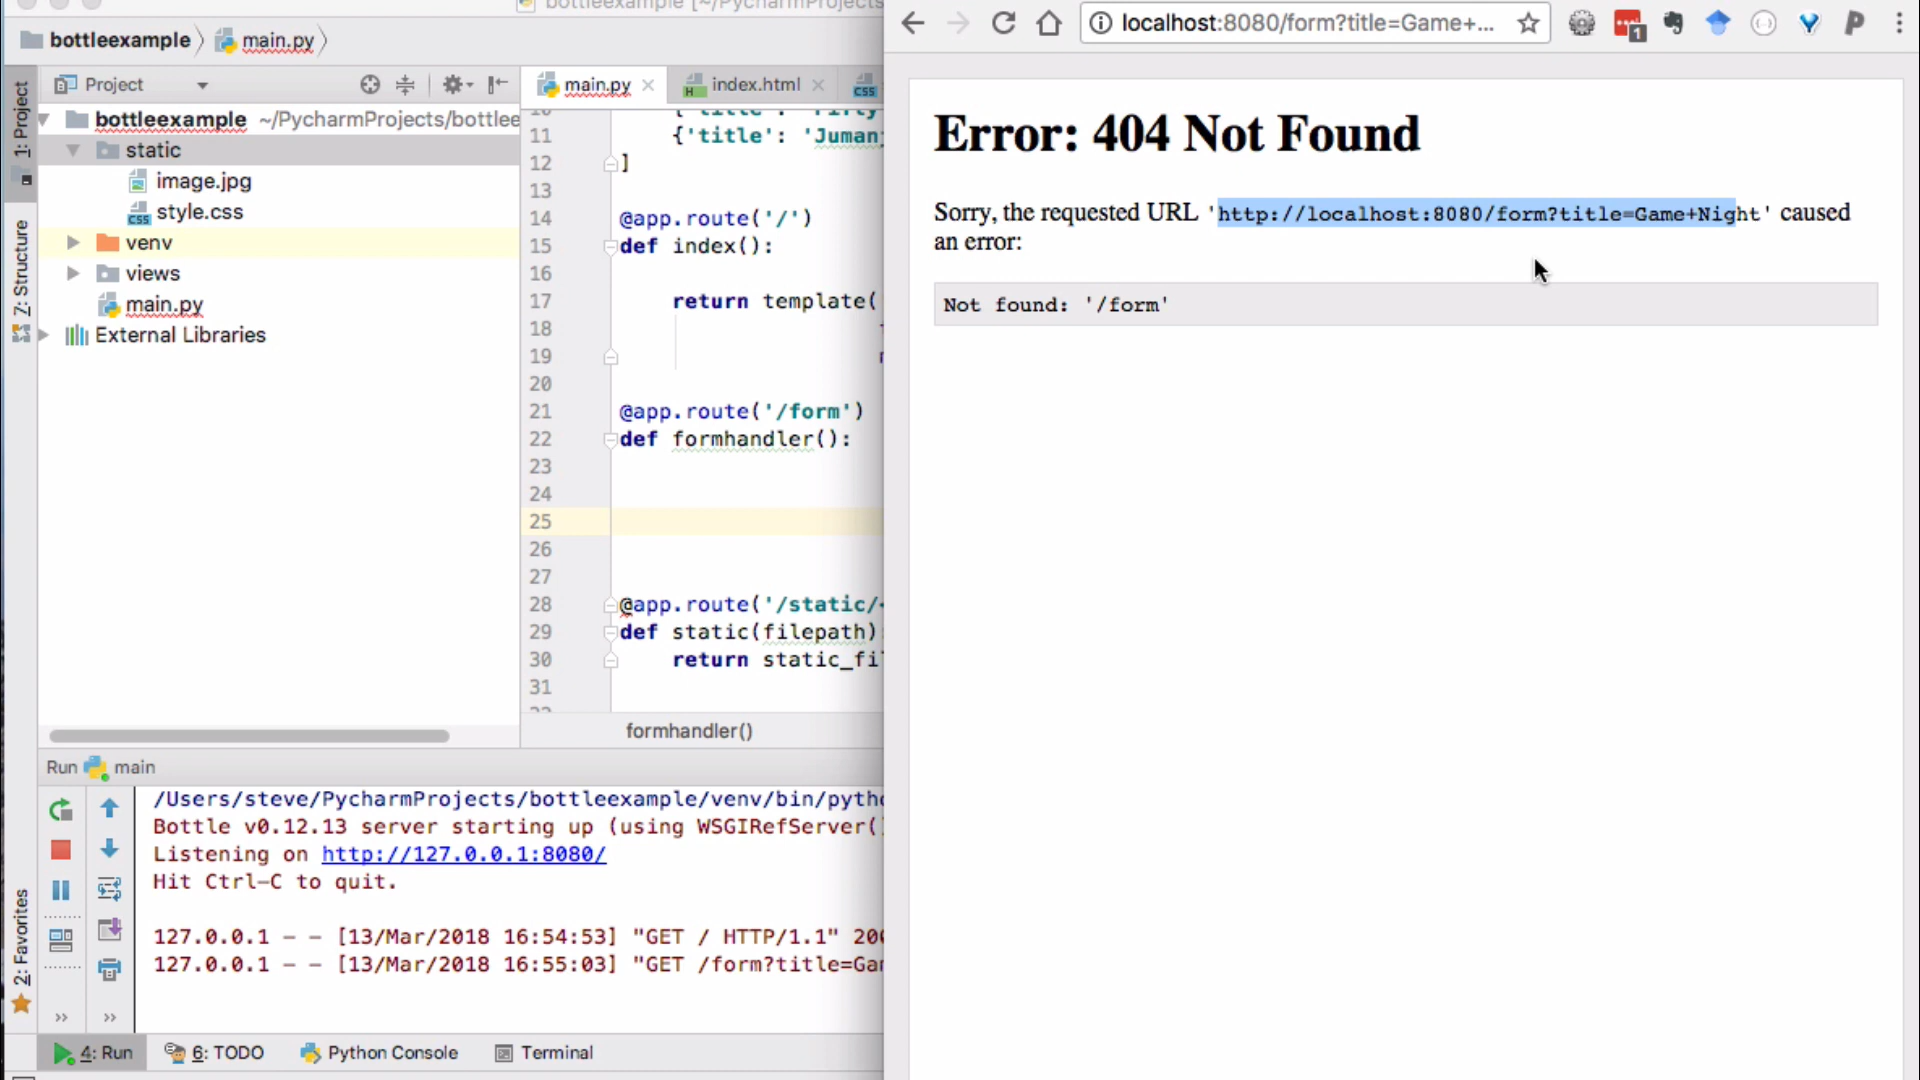 bottleexample [~/PycharmProjects
bottleexample
main.py
localhost:8080/form?title=Game+...
1
1: Project
Project
main.py
index.html
CSS
bottleexample ~/PycharmProjects/bottlee
static
image.jpg
style.css
venv
views
main.py
External Libraries
7: Structure
2: Favorites
11 {'title': 'Juman
12 ]
13
14 @app.route('/')
15 def index():
16
17 return template(
18
19
20
21 @app.route('/form')
22 def formhandler():
23
24
25
26
27
28 @app.route('/static/
29 def static(filepath)
30 return static_fi
31
formhandler()
Error: 404 Not Found
Sorry, the requested URL 'http://localhost:8080/form?title=Game+Night' caused
an error:
Not found: '/form'
Run main
/Users/steve/PycharmProjects/bottleexample/venv/bin/pytho
Bottle v0.12.13 server starting up (using WSGIRefServer()
Listening on http://127.0.0.1:8080/
Hit Ctrl-C to quit.
127.0.0.1 - - [13/Mar/2018 16:54:53] "GET / HTTP/1.1" 200
127.0.0.1 - - [13/Mar/2018 16:55:03] "GET /form?title=Gam
4: Run
6: TODO
Python Console
Terminal